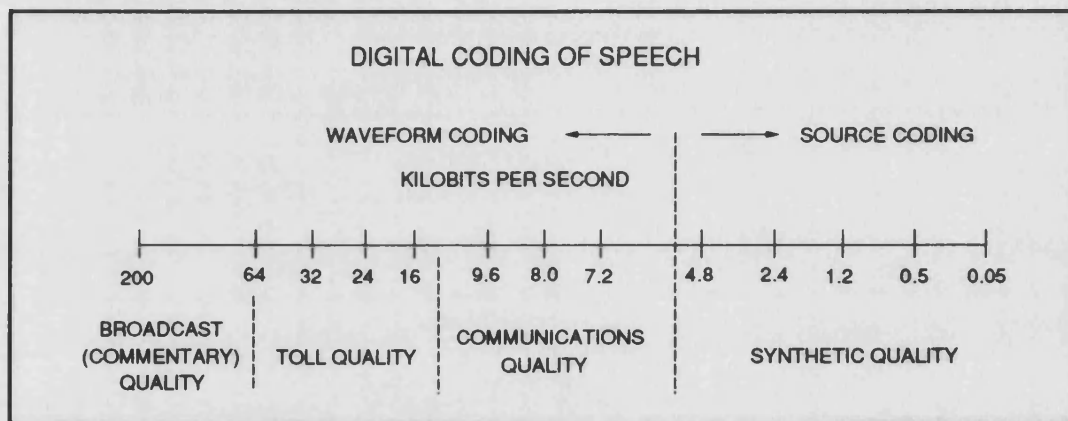 DIGITAL CODING OF SPEECH
WAVEFORM CODING
SOURCE CODING
KILOBITS PER SECOND
200 64 32 24 16 9.6 8.0 7.2 4.8 2.4 1.2 0.5 0.05
BROADCAST
(COMMENTARY)
QUALITY
TOLL QUALITY
COMMUNICATIONS
QUALITY
SYNTHETIC QUALITY